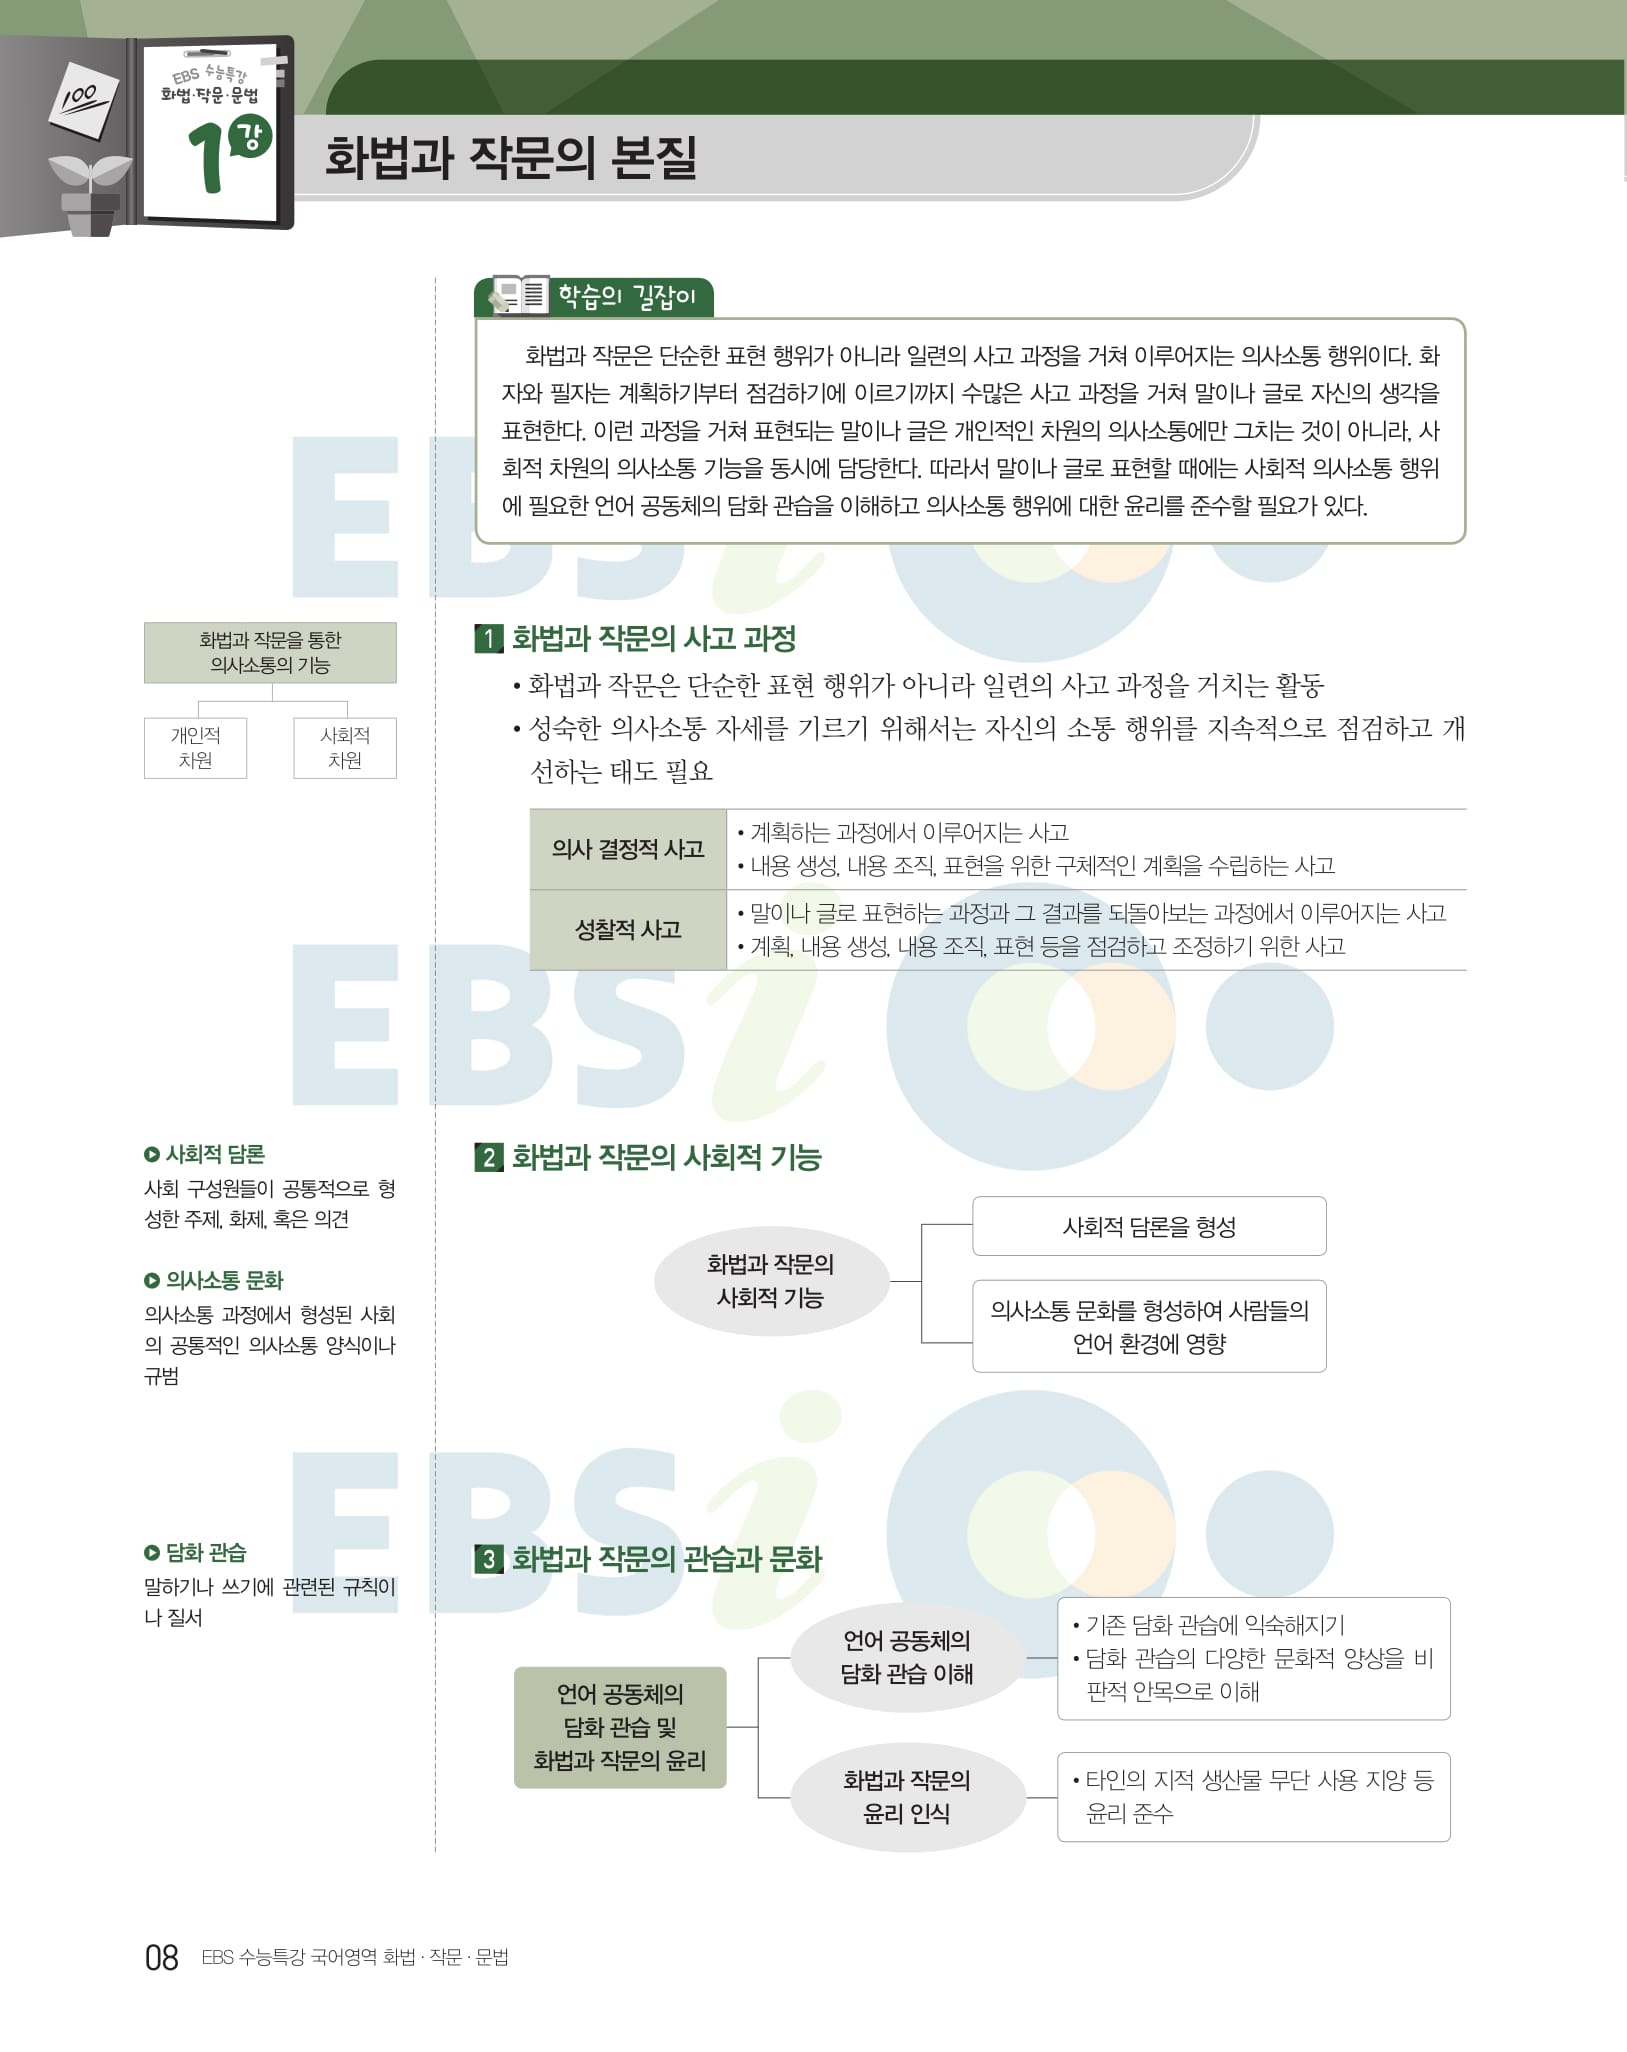 100
EBS 수능특강
화법·작문·문법
1강
화법과 작문의 본질
학습의 길잡이
화법과 작문은 단순한 표현 행위가 아니라 일련의 사고 과정을 거쳐 이루어지는 의사소통 행위이다. 화
자와 필자는 계획하기부터 점검하기에 이르기까지 수많은 사고 과정을 거쳐 말이나 글로 자신의 생각을
표현한다. 이런 과정을 거쳐 표현되는 말이나 글은 개인적인 차원의 의사소통에만 그치는 것이 아니라, 사
회적 차원의 의사소통 기능을 동시에 담당한다. 따라서 말이나 글로 표현할 때에는 사회적 의사소통 행위
에 필요한 언어 공동체의 담화 관습을 이해하고 의사소통 행위에 대한 윤리를 준수할 필요가 있다.
화법과 작문을 통한
의사소통의 기능
개인적
차원
사회적
차원
1 화법과 작문의 사고 과정
• 화법과 작문은 단순한 표현 행위가 아니라 일련의 사고 과정을 거치는 활동
• 성숙한 의사소통 자세를 기르기 위해서는 자신의 소통 행위를 지속적으로 점검하고 개
선하는 태도 필요
의사 결정적 사고
• 계획하는 과정에서 이루어지는 사고
• 내용 생성, 내용 조직, 표현을 위한 구체적인 계획을 수립하는 사고
성찰적 사고
• 말이나 글로 표현하는 과정과 그 결과를 되돌아보는 과정에서 이루어지는 사고
• 계획, 내용 생성, 내용 조직, 표현 등을 점검하고 조정하기 위한 사고
사회적 담론
사회 구성원들이 공통적으로 형
성한 주제, 화제, 혹은 의견
의사소통 문화
의사소통 과정에서 형성된 사회
의 공통적인 의사소통 양식이나
규범
2 화법과 작문의 사회적 기능
화법과 작문의
사회적 기능
사회적 담론을 형성
의사소통 문화를 형성하여 사람들의
언어 환경에 영향
담화 관습
말하기나 쓰기에 관련된 규칙이
나 질서
3 화법과 작문의 관습과 문화
언어 공동체의
담화 관습 및
화법과 작문의 윤리
언어 공동체의
담화 관습 이해
• 기존 담화 관습에 익숙해지기
• 담화 관습의 다양한 문화적 양상을 비
판적 안목으로 이해
화법과 작문의
윤리 인식
• 타인의 지적 생산물 무단 사용 지양 등
윤리 준수
EBSi
EBSi
EBSi
08 EBS 수능특강 국어영역 화법·작문·문법